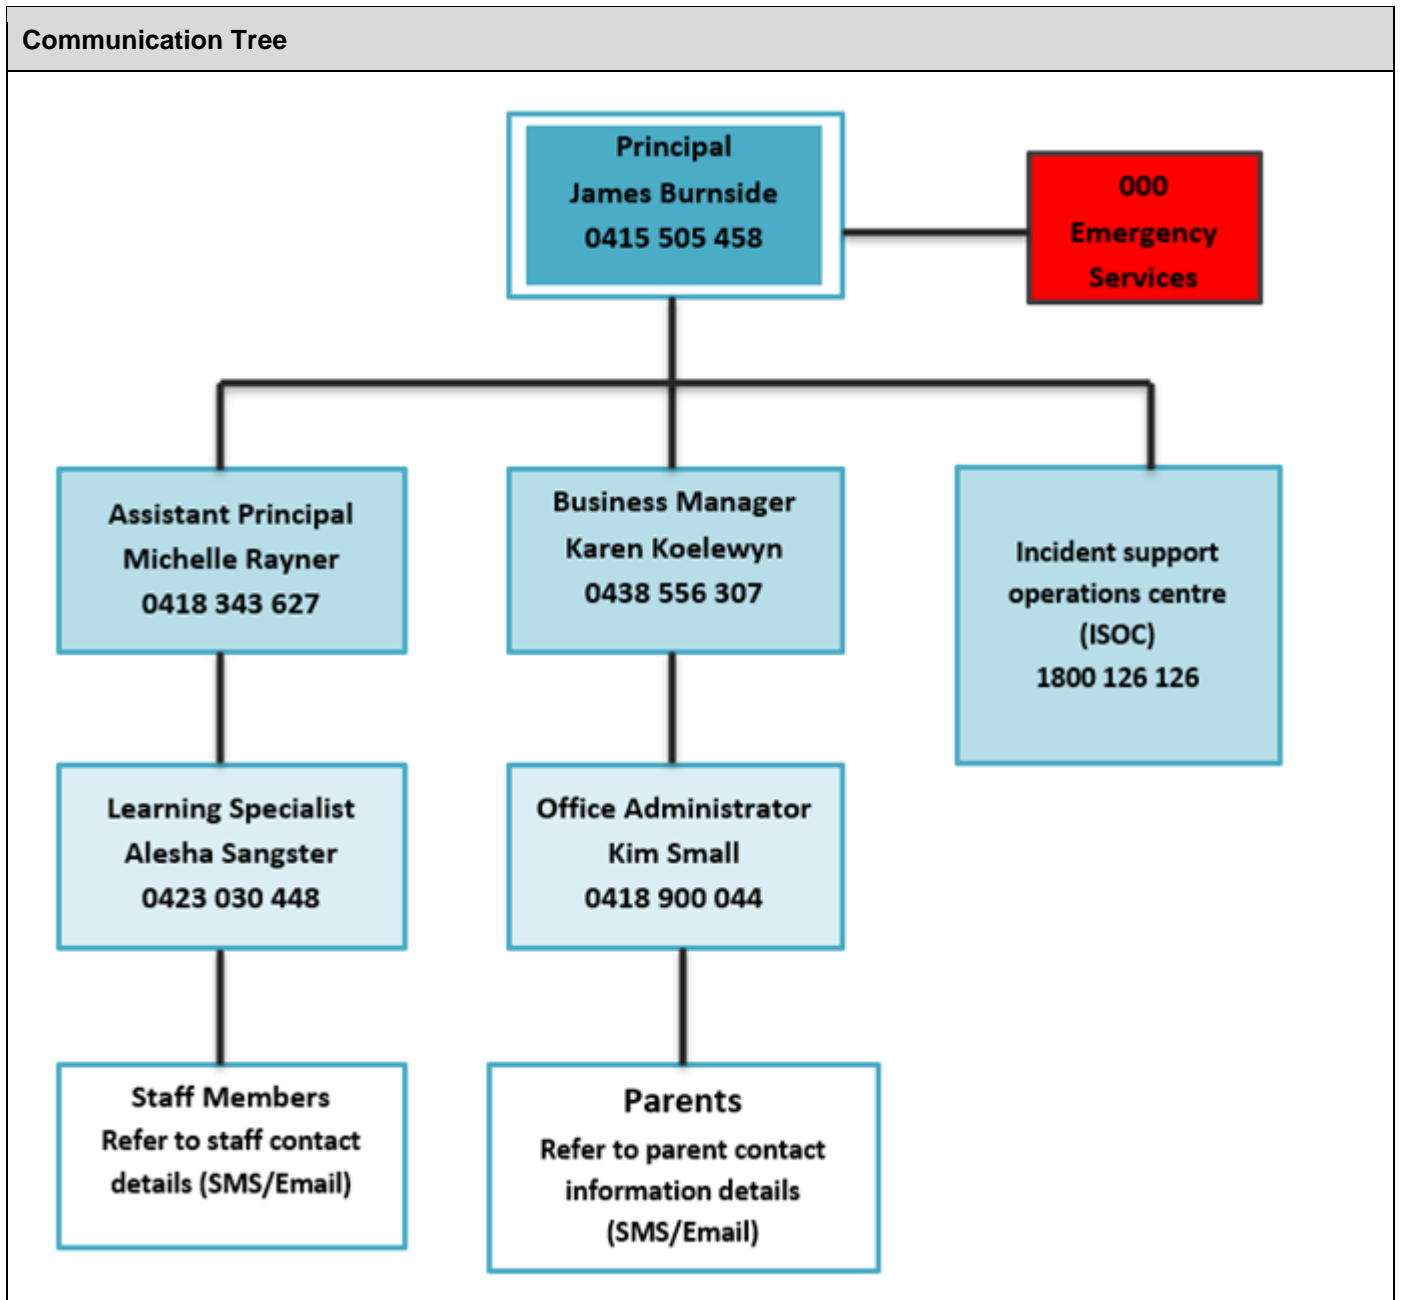 Communication Tree
Principal
James Burnside
0415 505 458
000
Emergency
Services
Assistant Principal
Michelle Rayner
0418 343 627
Business Manager
Karen Koelewyn
0438 556 307
Incident support
operations centre
(ISOC)
1800 126 126
Learning Specialist
Alesha Sangster
0423 030 448
Office Administrator
Kim Small
0418 900 044
Staff Members
Refer to staff contact
details (SMS/Email)
Parents
Refer to parent contact
information details
(SMS/Email)